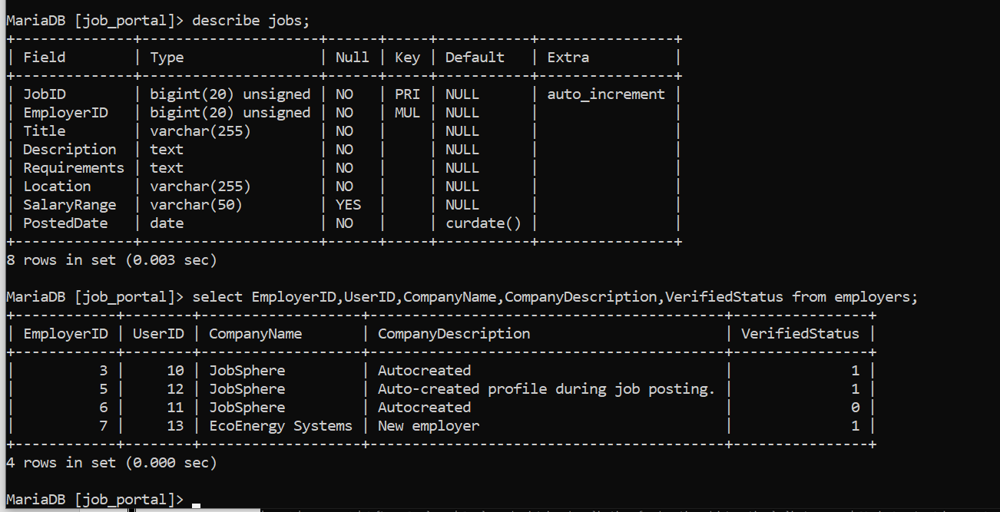 MariaDB [job_portal]> describe jobs;
+--------------+---------------------+------+-----+-----------+----------------+
| Field        | Type                | Null | Key | Default   | Extra          |
+--------------+---------------------+------+-----+-----------+----------------+
| JobID        | bigint(20) unsigned | NO   | PRI | NULL      | auto_increment |
| EmployerID   | bigint(20) unsigned | NO   | MUL | NULL      |                |
| Title        | varchar(255)        | NO   |     | NULL      |                |
| Description  | text                | NO   |     | NULL      |                |
| Requirements | text                | NO   |     | NULL      |                |
| Location     | varchar(255)        | NO   |     | NULL      |                |
| SalaryRange  | varchar(50)         | YES  |     | NULL      |                |
| PostedDate   | date                | NO   |     | curdate() |                |
+--------------+---------------------+------+-----+-----------+----------------+
8 rows in set (0.003 sec)
MariaDB [job_portal]> select EmployerID,UserID,CompanyName,CompanyDescription,VerifiedStatus from employers;
+------------+--------+-------------------+------------------------------------------+----------------+
| EmployerID | UserID | CompanyName       | CompanyDescription                       | VerifiedStatus |
+------------+--------+-------------------+------------------------------------------+----------------+
|          3 |     10 | JobSphere         | Autocreated                              |              1 |
|          5 |     12 | JobSphere         | Auto-created profile during job posting. |              1 |
|          6 |     11 | JobSphere         | Autocreated                              |              0 |
|          7 |     13 | EcoEnergy Systems | New employer                             |              1 |
+------------+--------+-------------------+------------------------------------------+----------------+
4 rows in set (0.000 sec)
MariaDB [job_portal]>